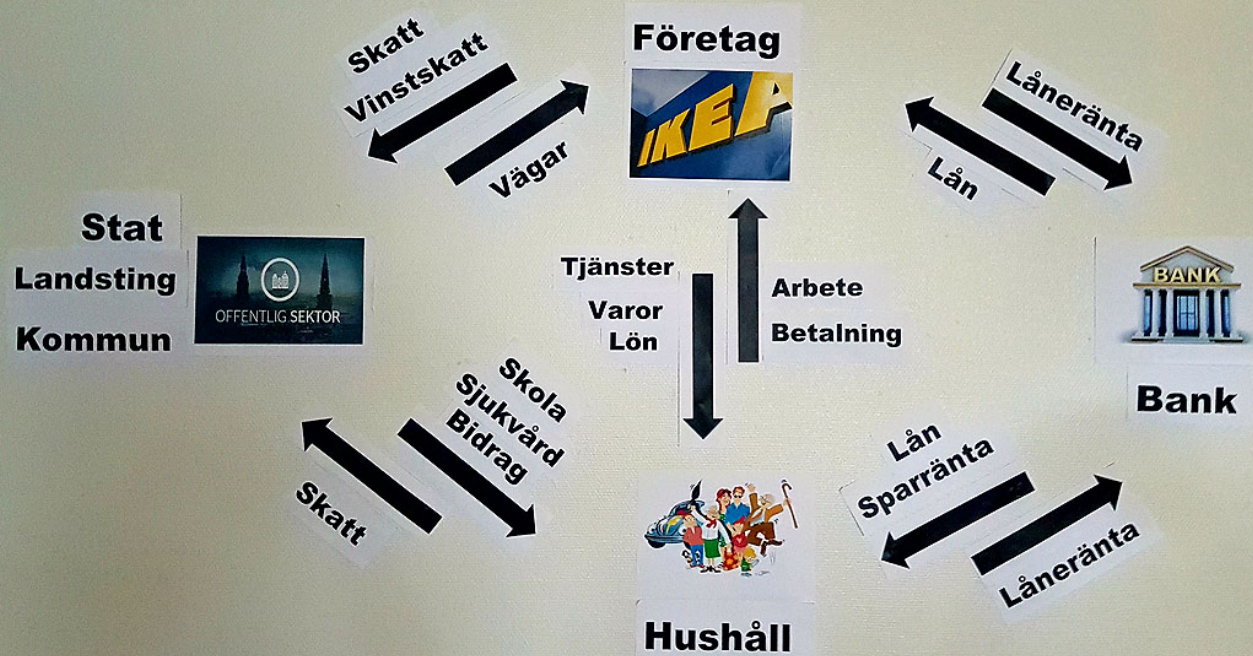 Skatt
Vinstskatt
Vägar
Företag
IKEA
Låneränta
Lån
Stat
Landsting
Kommun
OFFENTLIG SEKTOR
Tjänster
Varor
Lön
Arbete
Betalning
BANK
Bank
Skola
Sjukvård
Bidrag
Skatt
Lån
Sparränta
Låneränta
Hushåll